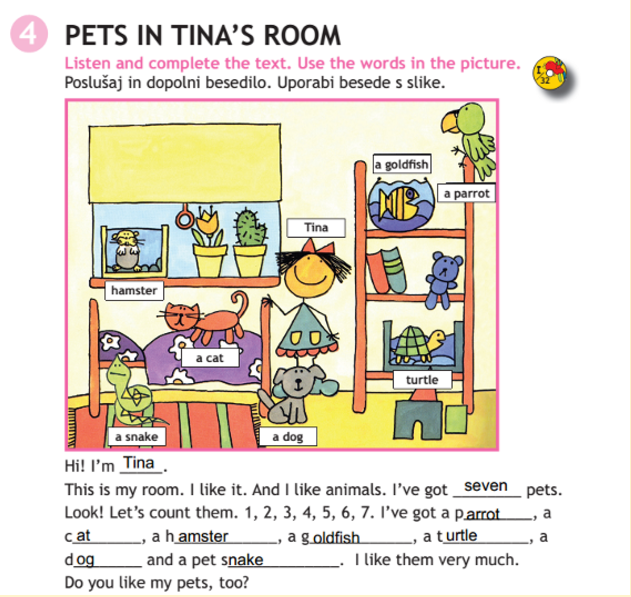 4 PETS IN TINA'S ROOM
Listen and complete the text. Use the words in the picture.
Poslušaj in dopolni besedilo. Uporabi besede s slike.
I/32
a goldfish
a parrot
Tina
hamster
a cat
turtle
a snake
a dog
Hi! I'm Tina.
This is my room. I like it. And I like animals. I've got seven pets.
Look! Let's count them. 1, 2, 3, 4, 5, 6, 7. I've got a parrot, a
cat, a hamster, a goldfish, a turtle, a
dog and a pet snake. I like them very much.
Do you like my pets, too?